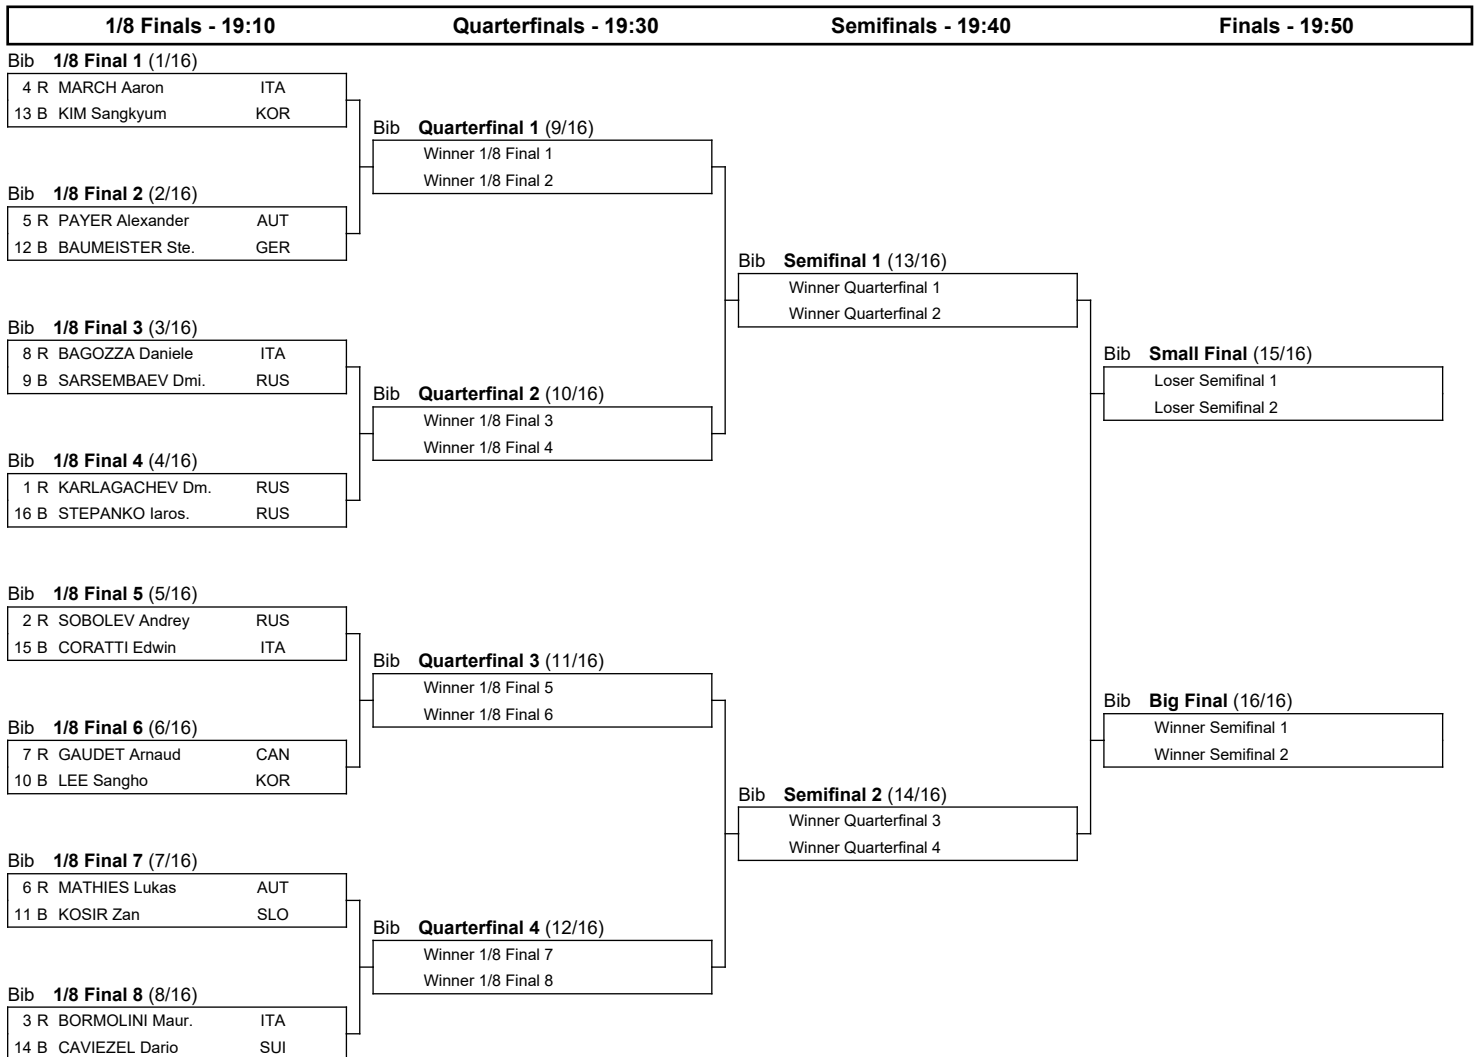 1/8 Finals - 19:10 Quarterfinals - 19:30 Semifinals - 19:40 Finals - 19:50
Bib 1/8 Final 1 (1/16)
4 R MARCH Aaron ITA
13 B KIM Sangkyum KOR
Bib 1/8 Final 2 (2/16)
5 R PAYER Alexander AUT
12 B BAUMEISTER Ste. GER
Bib 1/8 Final 3 (3/16)
8 R BAGOZZA Daniele ITA
9 B SARSEMBAEV Dmi. RUS
Bib 1/8 Final 4 (4/16)
1 R KARLAGACHEV Dm. RUS
16 B STEPANKO Iaros. RUS
Bib 1/8 Final 5 (5/16)
2 R SOBOLEV Andrey RUS
15 B CORATTI Edwin ITA
Bib 1/8 Final 6 (6/16)
7 R GAUDET Arnaud CAN
10 B LEE Sangho KOR
Bib 1/8 Final 7 (7/16)
6 R MATHIES Lukas AUT
11 B KOSIR Zan SLO
Bib 1/8 Final 8 (8/16)
3 R BORMOLINI Maur. ITA
14 B CAVIEZEL Dario SUI
Bib Quarterfinal 1 (9/16)
Winner 1/8 Final 1
Winner 1/8 Final 2
Bib Quarterfinal 2 (10/16)
Winner 1/8 Final 3
Winner 1/8 Final 4
Bib Quarterfinal 3 (11/16)
Winner 1/8 Final 5
Winner 1/8 Final 6
Bib Quarterfinal 4 (12/16)
Winner 1/8 Final 7
Winner 1/8 Final 8
Bib Semifinal 1 (13/16)
Winner Quarterfinal 1
Winner Quarterfinal 2
Bib Semifinal 2 (14/16)
Winner Quarterfinal 3
Winner Quarterfinal 4
Bib Small Final (15/16)
Loser Semifinal 1
Loser Semifinal 2
Bib Big Final (16/16)
Winner Semifinal 1
Winner Semifinal 2